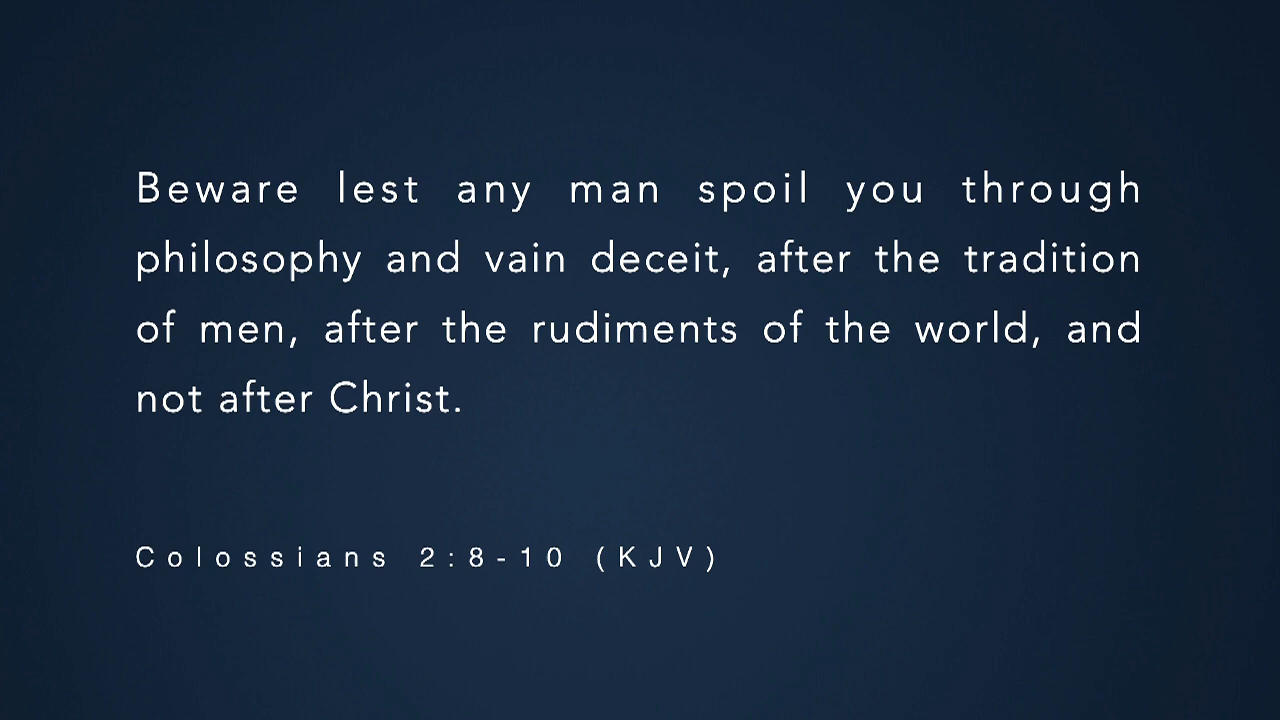 Beware lest any man spoil you through
philosophy and vain deceit, after the tradition
of men, after the rudiments of the world, and
not after Christ.
Colossians 2:8-10 (KJV)